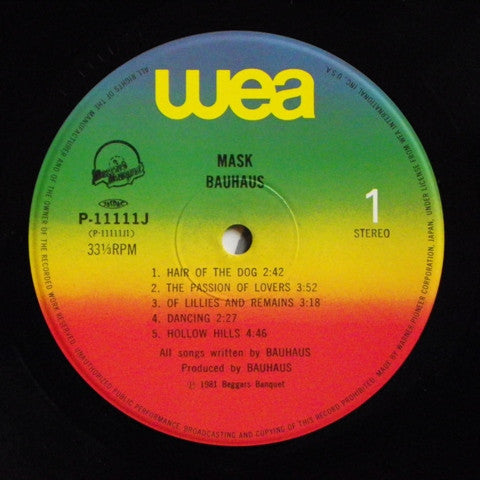 wea
MASK
BAUHAUS
P-11111J
(P-11111J1)
33⅓RPM
1
STEREO
1. HAIR OF THE DOG 2:42
2. THE PASSION OF LOVERS 3:52
3. OF LILLIES AND REMAINS 3:18
4. DANCING 2:27
5. HOLLOW HILLS 4:46
All songs written by BAUHAUS
Produced by BAUHAUS
Ⓟ 1981 Beggars Banquet
ALL RIGHTS OF THE MANUFACTURER AND OF THE OWNER OF THE RECORDED WORK RESERVED. UNAUTHORIZED PUBLIC PERFORMANCE, BROADCASTING AND COPYING OF THIS RECORD PROHIBITED. MADE BY WARNER-PIONEER CORPORATION, JAPAN, UNDER LICENSE FROM WEA INTERNATIONAL INC., U.S.A.